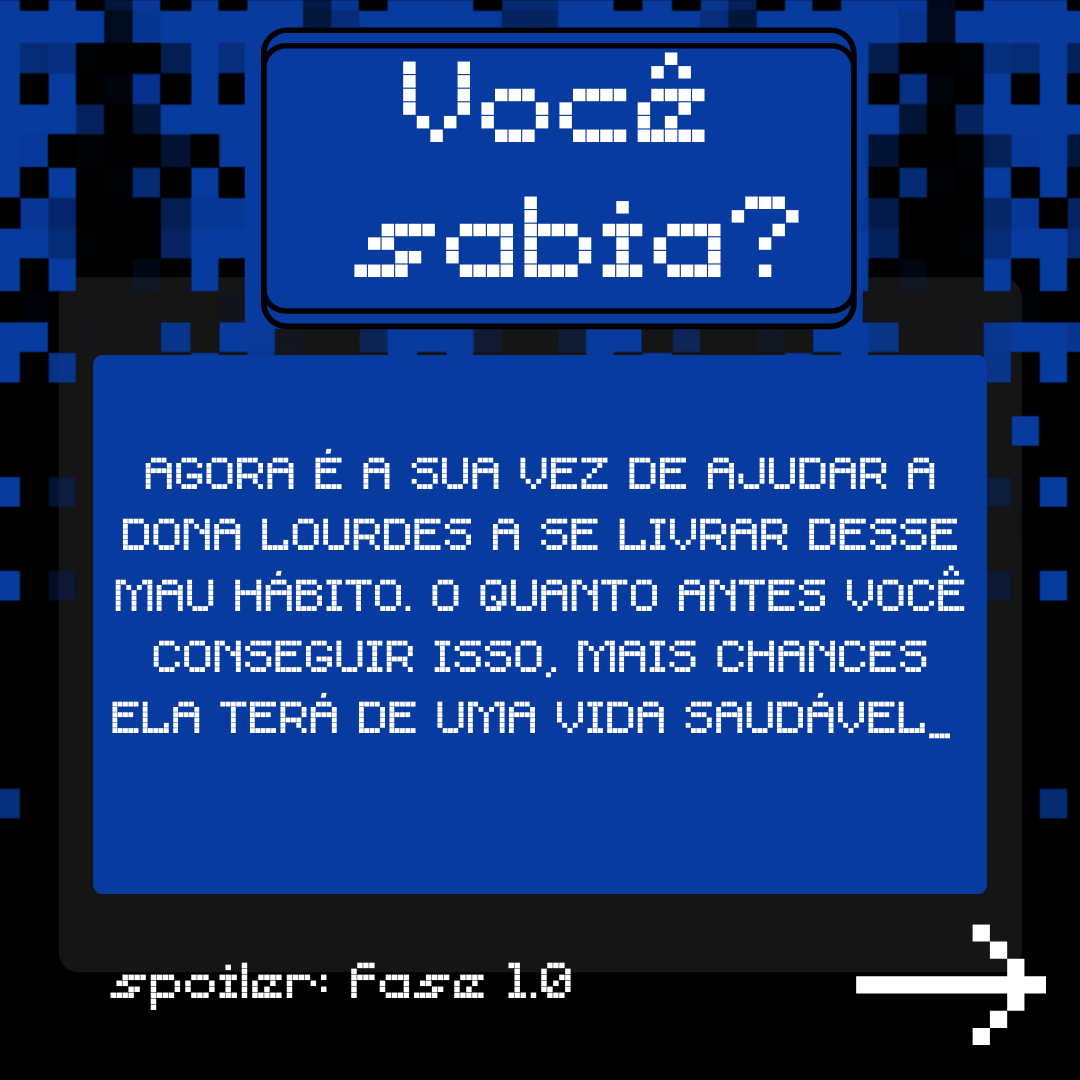 Você
sabia?
AGORA É A SUA VEZ DE AJUDAR A
DONA LOURDES A SE LIVRAR DESSE
MAU HÁBITO. O QUANTO ANTES VOCÊ
CONSEGUIR ISSO, MAIS CHANCES
ELA TERÁ DE UMA VIDA SAUDÁVEL_
spoiler: fase 1.0